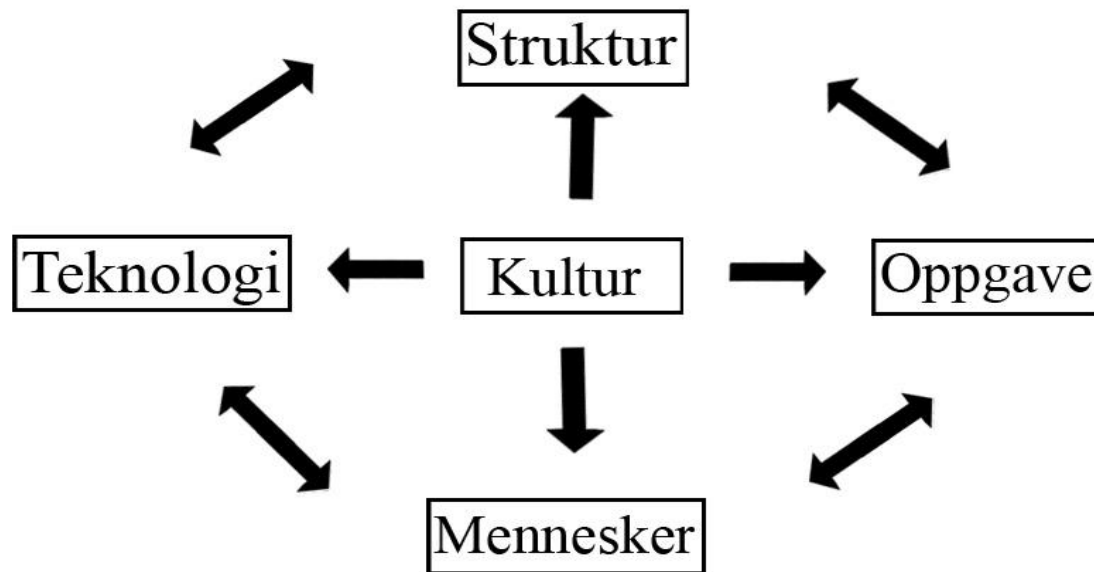 Struktur
Teknologi
Kultur
Oppgave
Mennesker